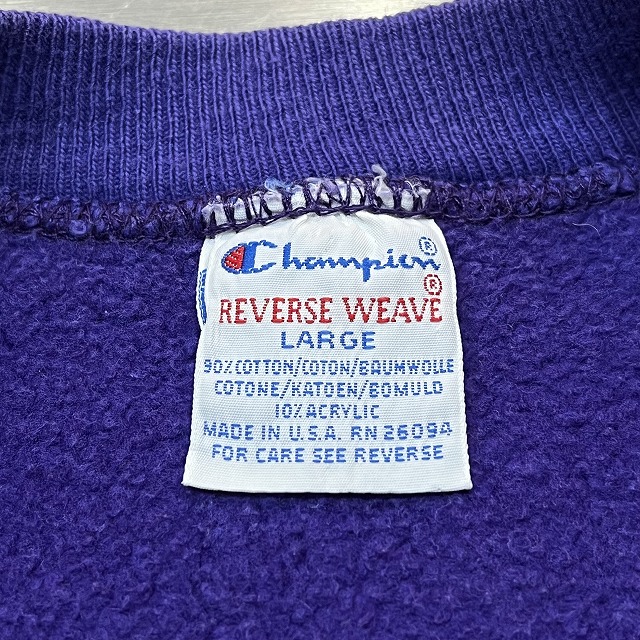 Champion®
REVERSE WEAVE®
LARGE
90% COTTON/COTON/BAUMWOLLE
COTONE/KATOEN/BOMULD
10% ACRYLIC
MADE IN U.S.A. RN 26094
FOR CARE SEE REVERSE